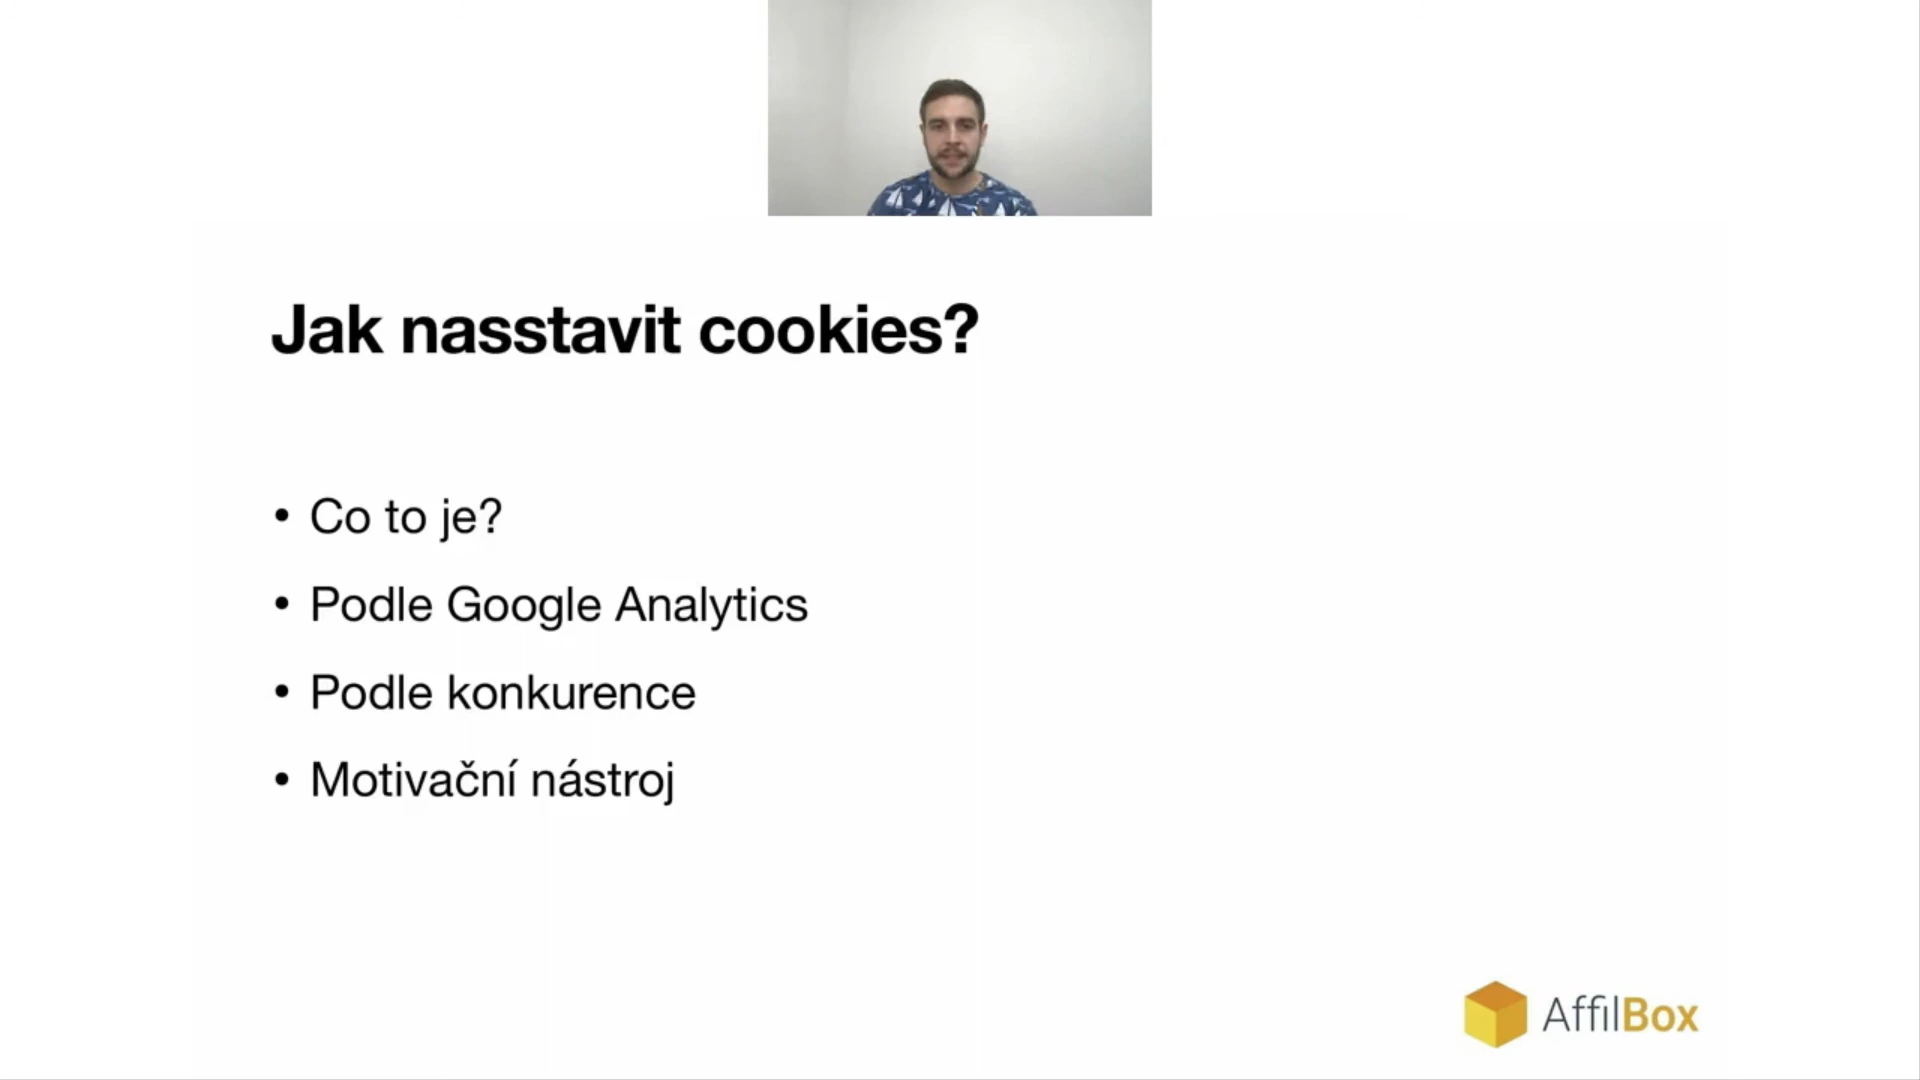 Jak nasstavit cookies?
• Co to je?
• Podle Google Analytics
• Podle konkurence
• Motivační nástroj
AffilBox